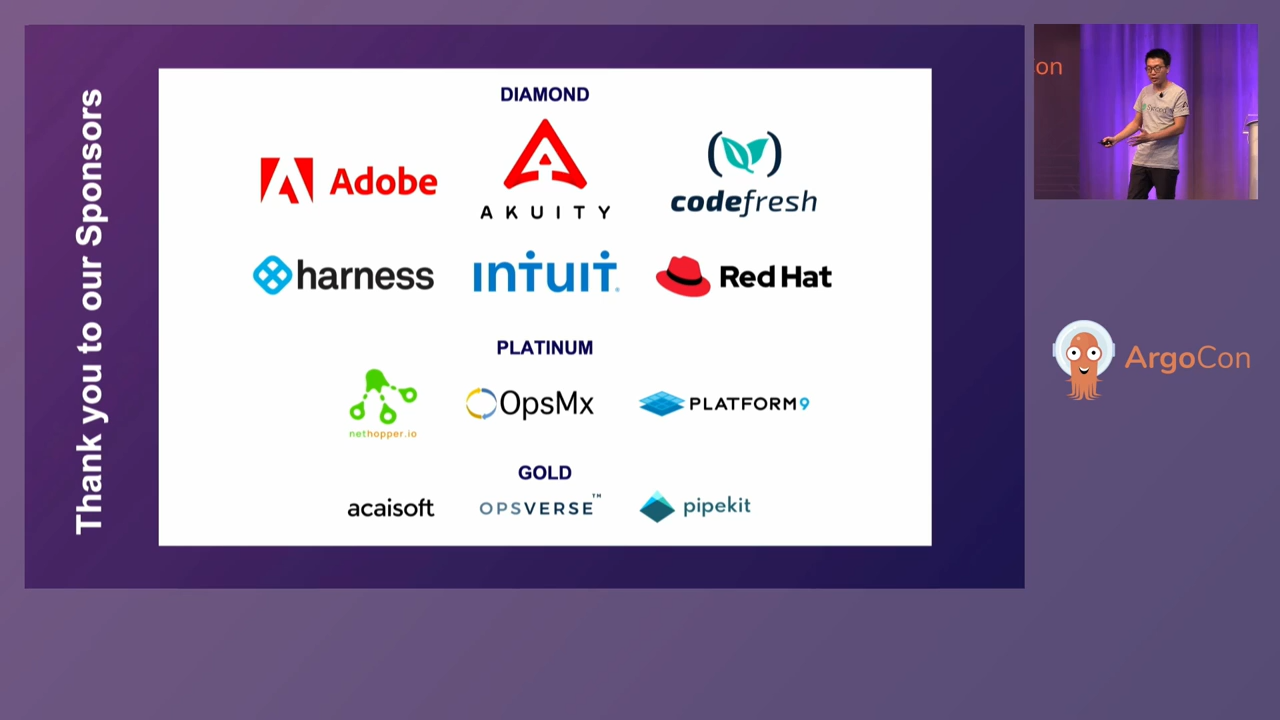 Thank you to our Sponsors
DIAMOND
Adobe
AKUITY
codefresh
harness
intuit
Red Hat
PLATINUM
nethopper.io
OpsMx
PLATFORM9
GOLD
acaisoft
OPSVERSE™
pipekit
on
ArgoCon